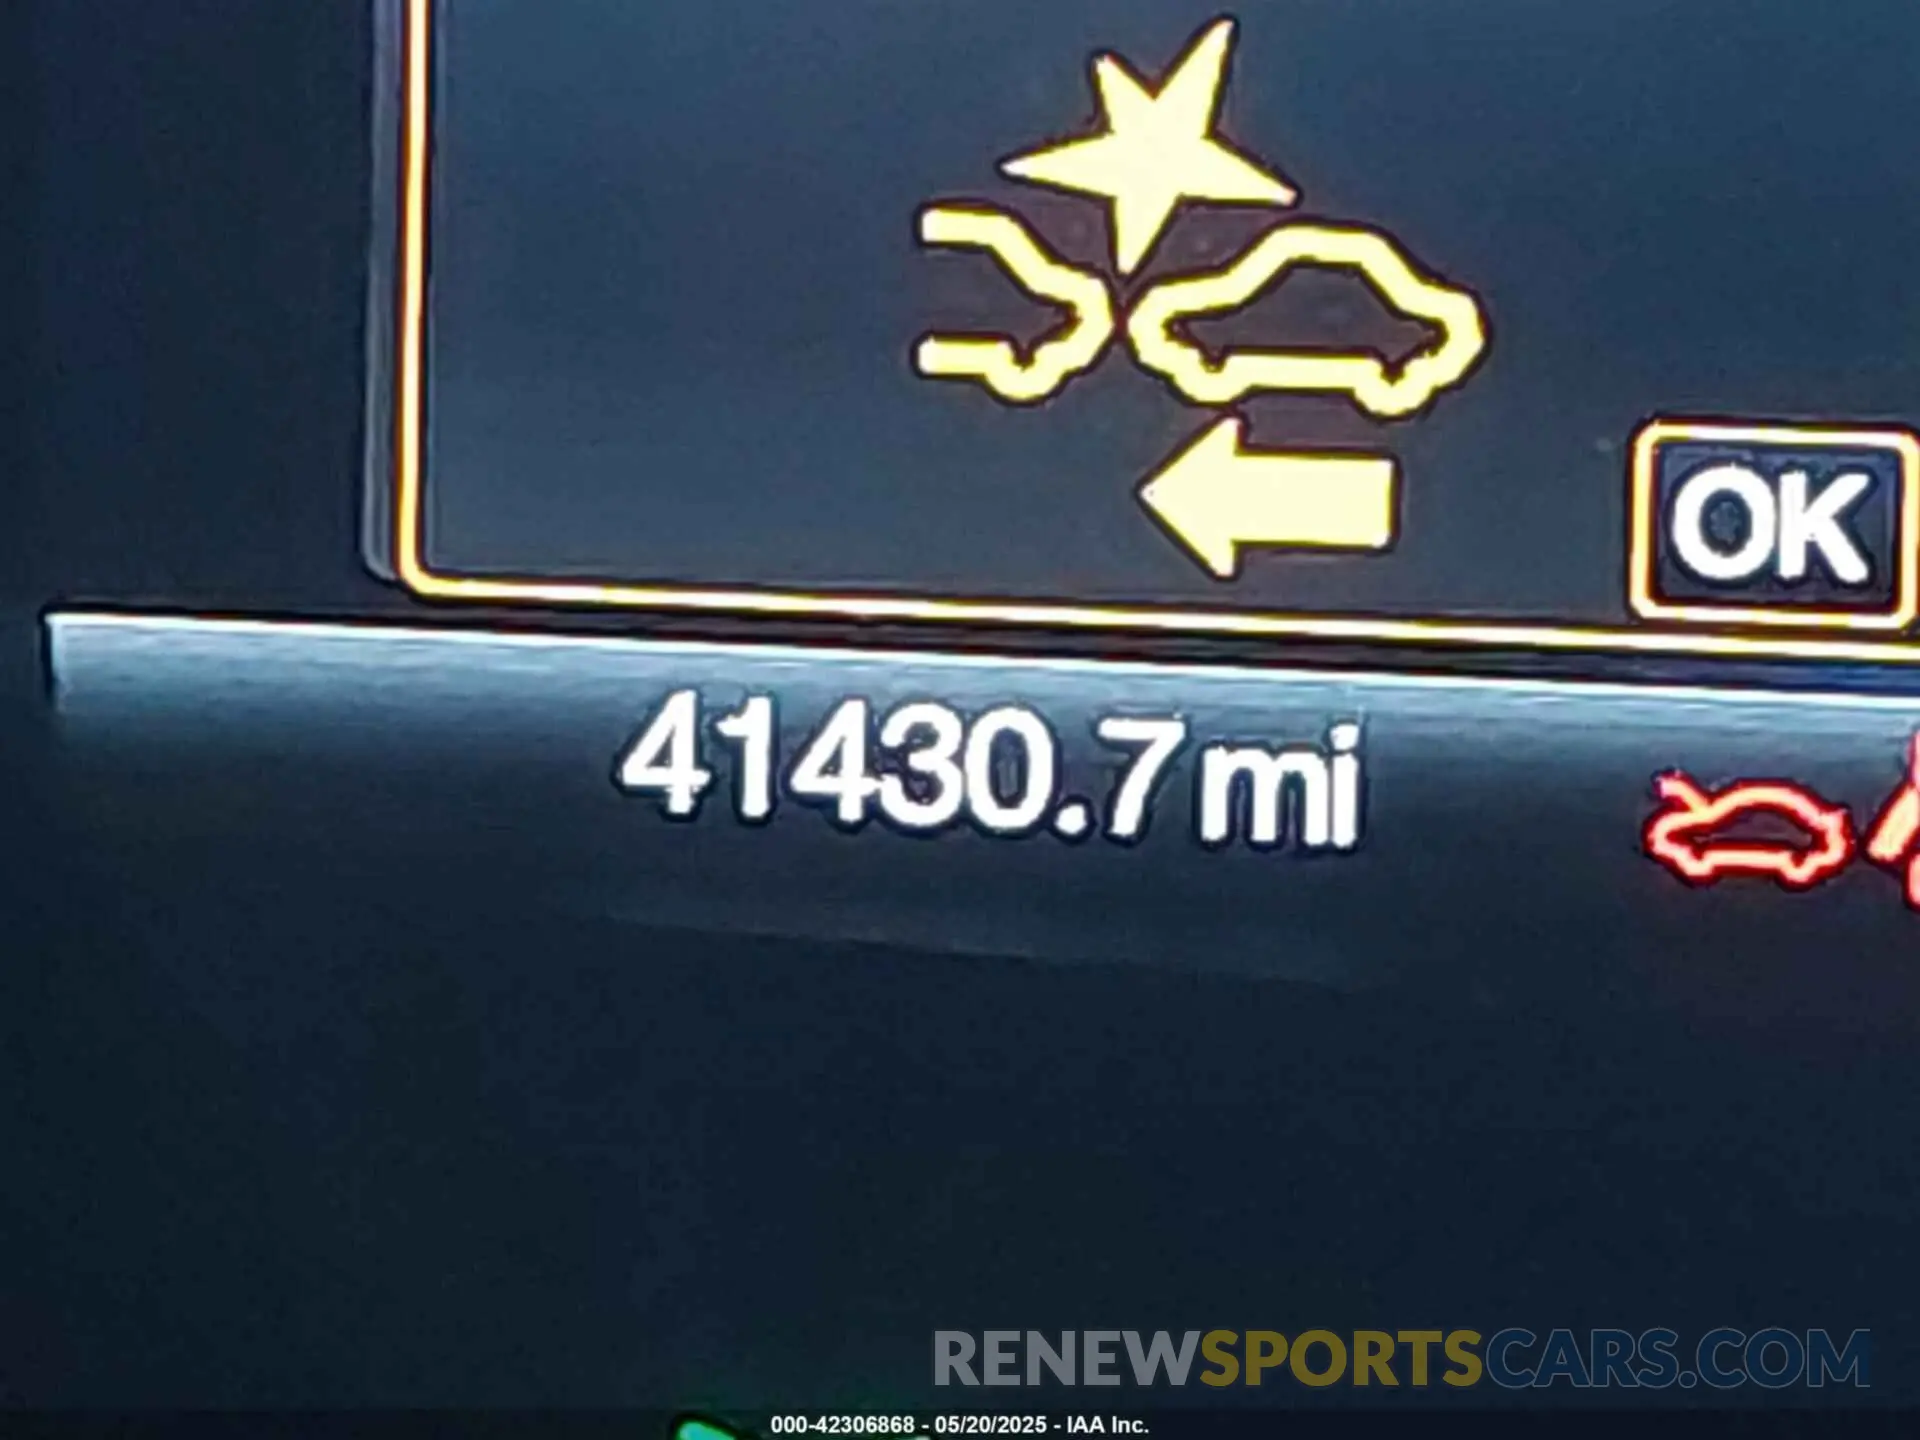 OK
41430.7 mi
RENEWSPORTSCARS.COM
000-42306868 - 05/20/2025 - IAA Inc.